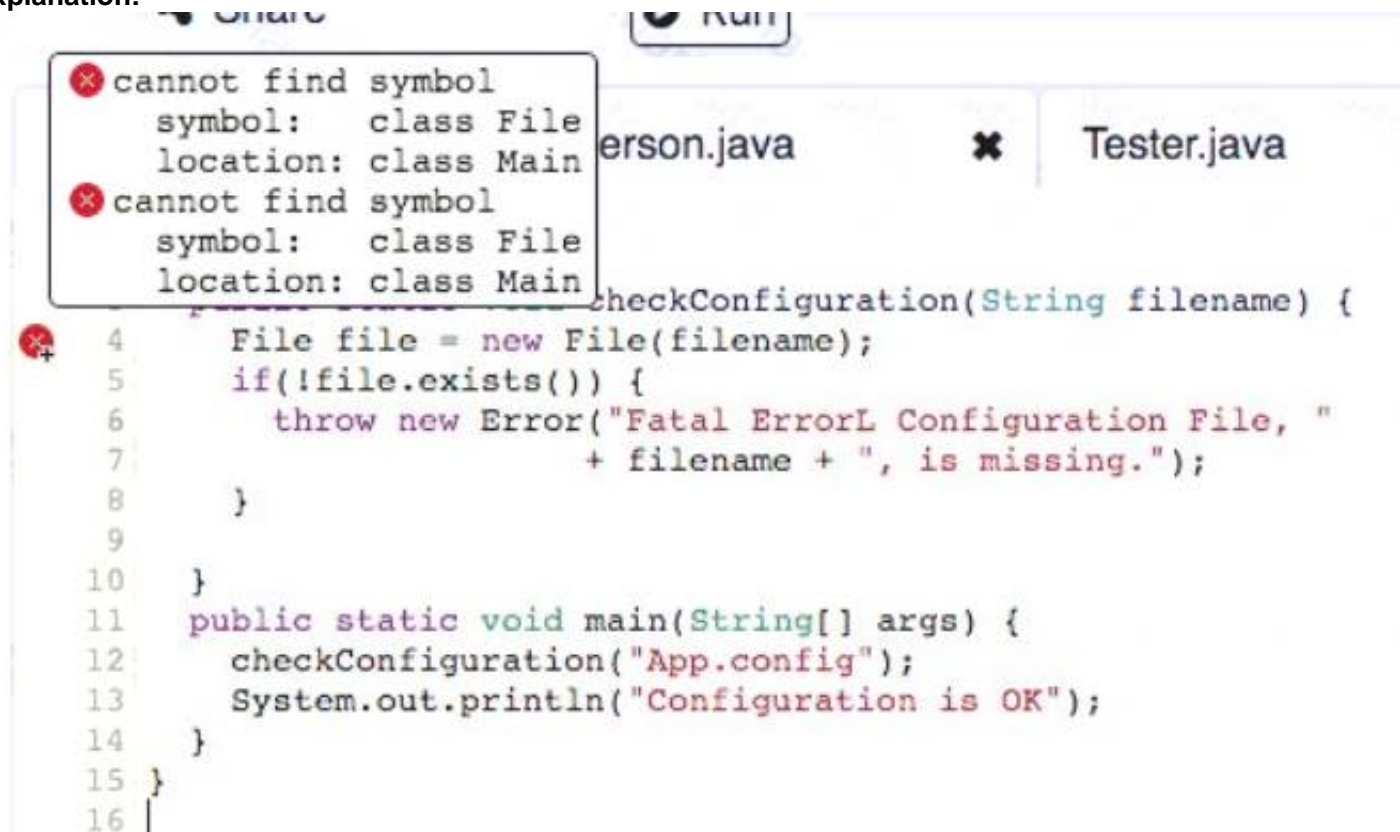 xplanation:
Share
Run
cannot find symbol
symbol: class File
location: class Main
cannot find symbol
symbol: class File
location: class Main
erson.java ✖ Tester.java
checkConfiguration(String filename) {
4 File file = new File(filename);
5 if(!file.exists()) {
6 throw new Error("Fatal ErrorL Configuration File, "
7 + filename + ", is missing.");
8 }
9
10 }
11 public static void main(String[] args) {
12 checkConfiguration("App.config");
13 System.out.println("Configuration is OK");
14 }
15 }
16